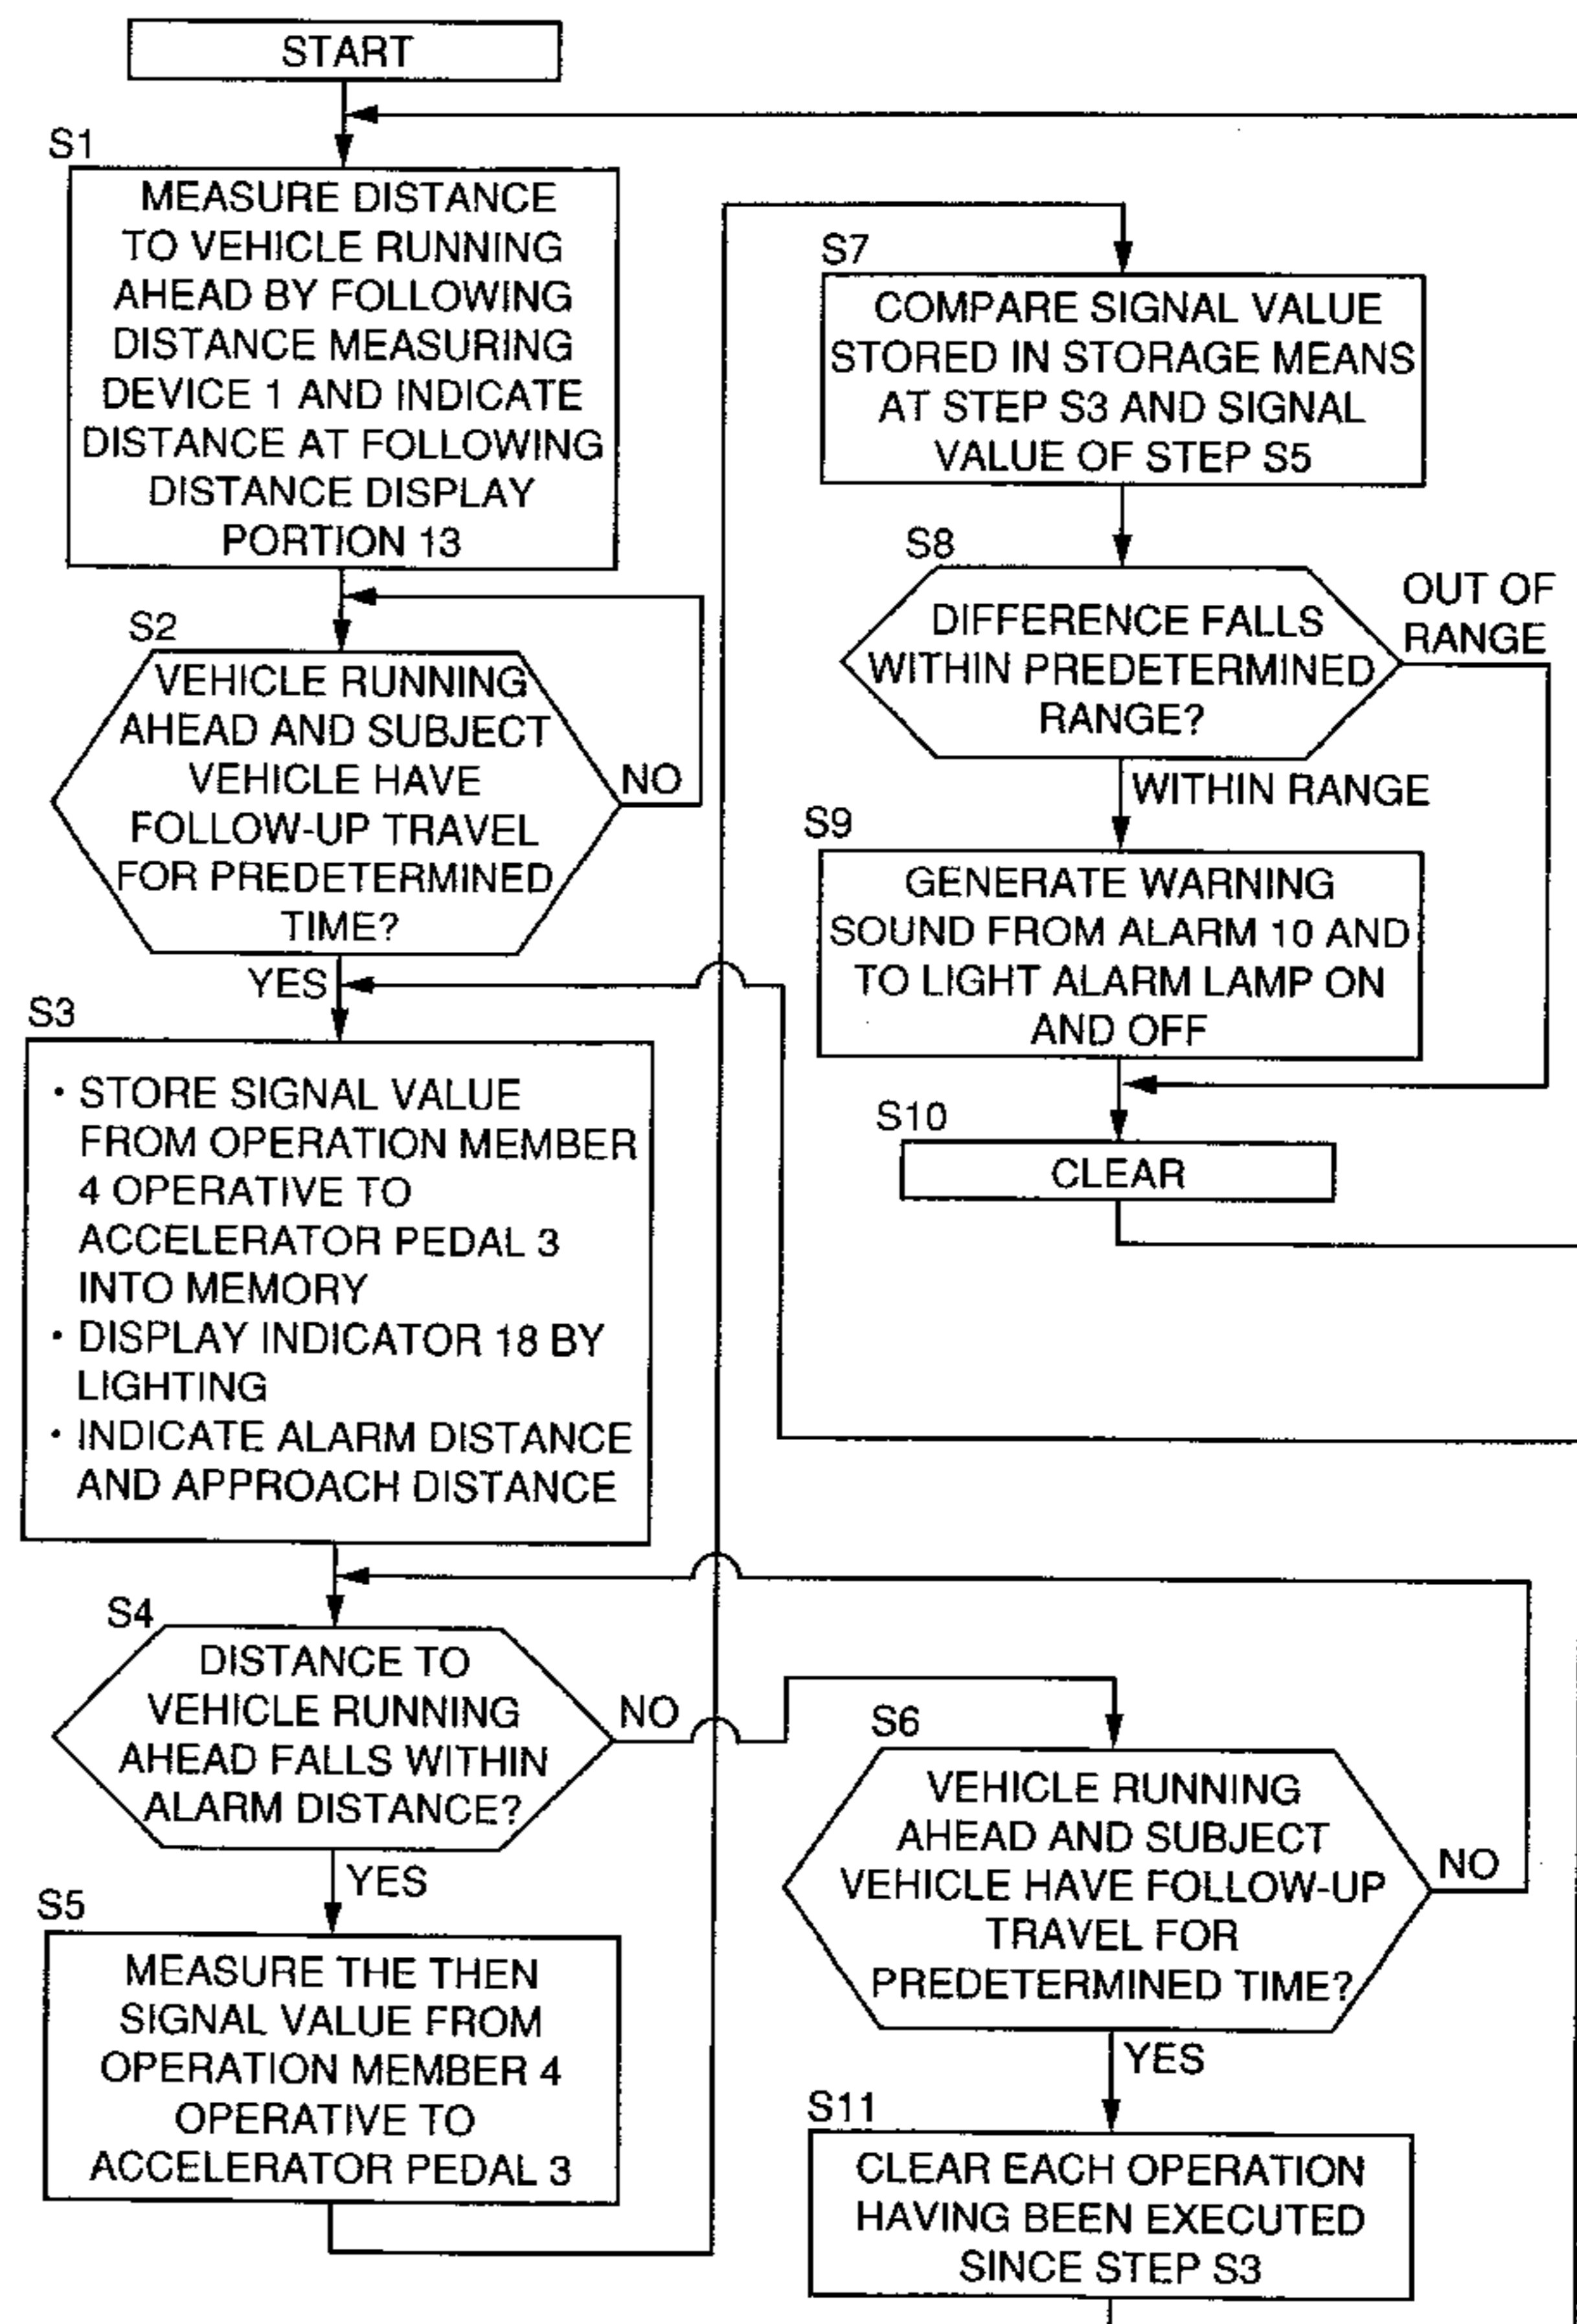 START
S1
MEASURE DISTANCE
TO VEHICLE RUNNING
AHEAD BY FOLLOWING
DISTANCE MEASURING
DEVICE 1 AND INDICATE
DISTANCE AT FOLLOWING
DISTANCE DISPLAY
PORTION 13
S2
VEHICLE RUNNING
AHEAD AND SUBJECT
VEHICLE HAVE
FOLLOW-UP TRAVEL
FOR PREDETERMINED
TIME?
NO
YES
S3
· STORE SIGNAL VALUE
FROM OPERATION MEMBER
4 OPERATIVE TO
ACCELERATOR PEDAL 3
INTO MEMORY
· DISPLAY INDICATOR 18 BY
LIGHTING
· INDICATE ALARM DISTANCE
AND APPROACH DISTANCE
S4
DISTANCE TO
VEHICLE RUNNING
AHEAD FALLS WITHIN
ALARM DISTANCE?
NO
YES
S5
MEASURE THE THEN
SIGNAL VALUE FROM
OPERATION MEMBER 4
OPERATIVE TO
ACCELERATOR PEDAL 3
S7
COMPARE SIGNAL VALUE
STORED IN STORAGE MEANS
AT STEP S3 AND SIGNAL
VALUE OF STEP S5
S8
DIFFERENCE FALLS
WITHIN PREDETERMINED
RANGE?
OUT OF
RANGE
WITHIN RANGE
S9
GENERATE WARNING
SOUND FROM ALARM 10 AND
TO LIGHT ALARM LAMP ON
AND OFF
S10
CLEAR
S6
VEHICLE RUNNING
AHEAD AND SUBJECT
VEHICLE HAVE FOLLOW-UP
TRAVEL FOR
PREDETERMINED TIME?
NO
YES
S11
CLEAR EACH OPERATION
HAVING BEEN EXECUTED
SINCE STEP S3